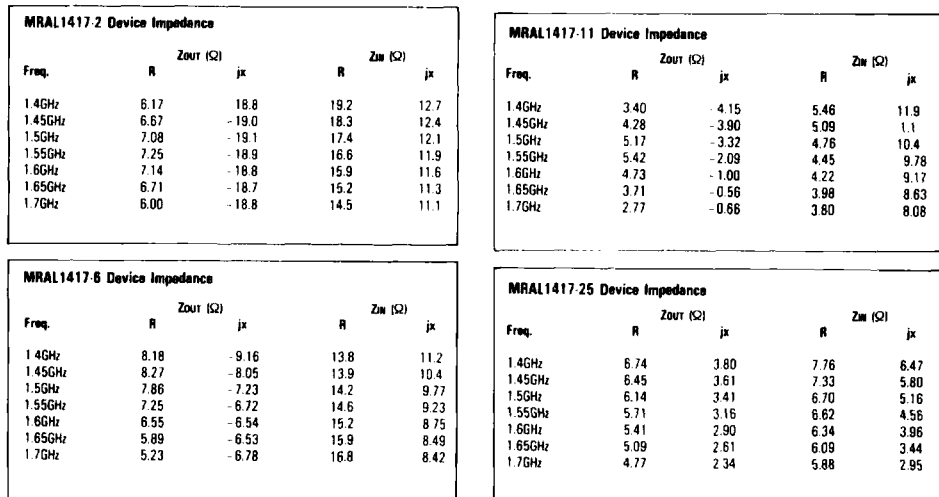 MRAL1417-2 Device Impedance
ZOUT (Ω) ZIN (Ω)
Freq. R jx R jx
1.4GHz 6.17 18.8 19.2 12.7
1.45GHz 6.67 - 19.0 18.3 12.4
1.5GHz 7.08 - 19.1 17.4 12.1
1.55GHz 7.25 - 18.9 16.6 11.9
1.6GHz 7.14 - 18.8 15.9 11.6
1.65GHz 6.71 - 18.7 15.2 11.3
1.7GHz 6.00 - 18.8 14.5 11.1
MRAL1417-11 Device Impedance
ZOUT (Ω) ZIN (Ω)
Freq. R jx R jx
1.4GHz 3.40 - 4.15 5.46 11.9
1.45GHz 4.28 - 3.90 5.09 1.1
1.5GHz 5.17 - 3.32 4.76 10.4
1.55GHz 5.42 - 2.09 4.45 9.78
1.6GHz 4.73 - 1.00 4.22 9.17
1.65GHz 3.71 - 0.56 3.98 8.63
1.7GHz 2.77 - 0.66 3.80 8.08
MRAL1417-6 Device Impedance
ZOUT (Ω) ZIN (Ω)
Freq. R jx R jx
1 4GHz 8.18 - 9.16 13.8 11.2
1.45GHz 8.27 - 8.05 13.9 10.4
1.5GHz 7.86 - 7.23 14.2 9.77
1.55GHz 7.25 - 6.72 14.6 9.23
1.6GHz 6.55 - 6.54 15.2 8 75
1.65GHz 5.89 - 6.53 15.9 8.49
1.7GHz 5.23 - 6.78 16.8 8.42
MRAL1417-25 Device Impedance
ZOUT (Ω) ZIN (Ω)
Freq. R jx R jx
1.4GHz 6.74 3.80 7.76 6.47
1.45GHz 6.45 3.61 7.33 5.80
1.5GHz 6.14 3.41 6.70 5.16
1.55GHz 5.71 3.16 6.62 4.56
1.6GHz 5.41 2.90 6.34 3.96
1.65GHz 5.09 2.61 6.09 3.44
1.7GHz 4.77 2 34 5.88 2.95